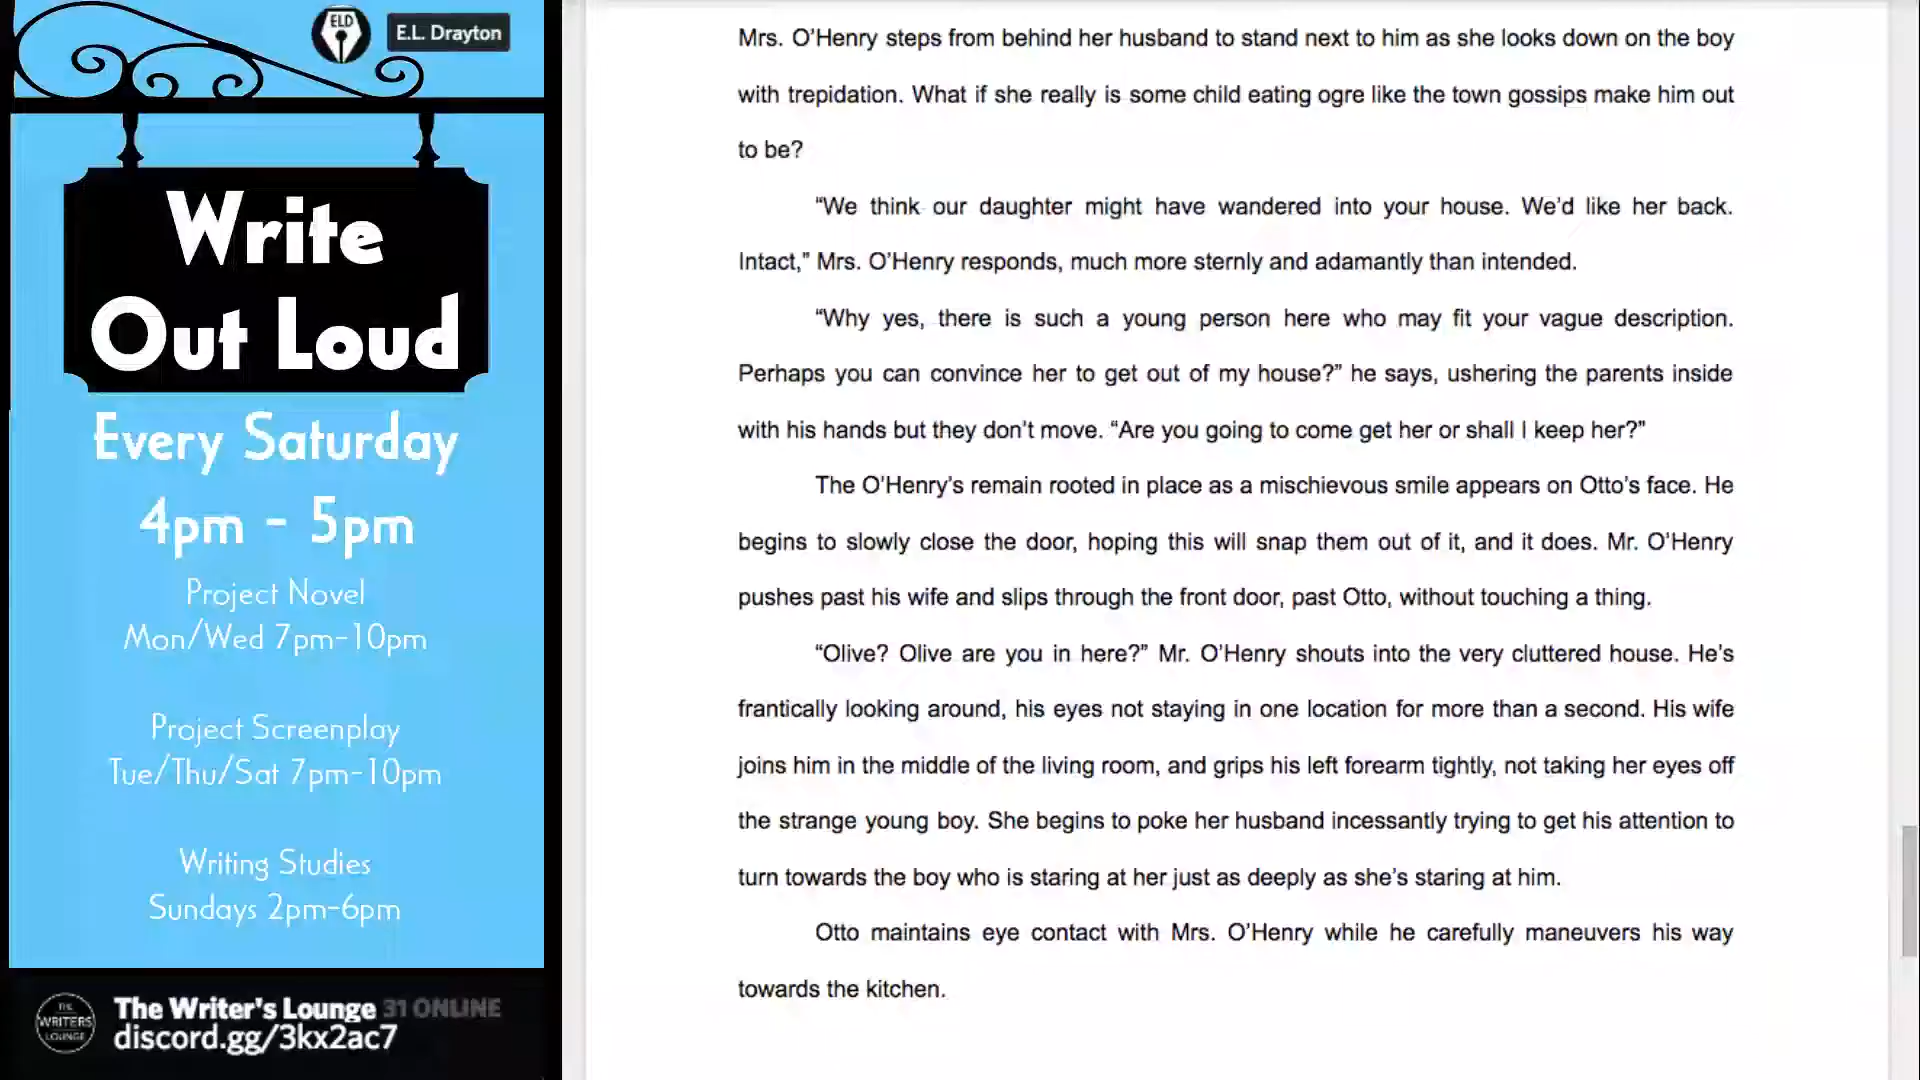 ELD
E.L. Drayton
Write
Out Loud
Every Saturday
4pm - 5pm
Project Novel
Mon/Wed 7pm-10pm
Project Screenplay
Tue/Thu/Sat 7pm-10pm
Writing Studies
Sundays 2pm-6pm
THE
WRITERS
LOUNGE
The Writer's Lounge 31 ONLINE
discord.gg/3kx2ac7
Mrs. O’Henry steps from behind her husband to stand next to him as she looks down on the boy
with trepidation. What if she really is some child eating ogre like the town gossips make him out
to be?
“We think our daughter might have wandered into your house. We’d like her back.
Intact,” Mrs. O’Henry responds, much more sternly and adamantly than intended.
“Why yes, there is such a young person here who may fit your vague description.
Perhaps you can convince her to get out of my house?” he says, ushering the parents inside
with his hands but they don’t move. “Are you going to come get her or shall I keep her?”
The O’Henry’s remain rooted in place as a mischievous smile appears on Otto’s face. He
begins to slowly close the door, hoping this will snap them out of it, and it does. Mr. O’Henry
pushes past his wife and slips through the front door, past Otto, without touching a thing.
“Olive? Olive are you in here?” Mr. O’Henry shouts into the very cluttered house. He’s
frantically looking around, his eyes not staying in one location for more than a second. His wife
joins him in the middle of the living room, and grips his left forearm tightly, not taking her eyes off
the strange young boy. She begins to poke her husband incessantly trying to get his attention to
turn towards the boy who is staring at her just as deeply as she’s staring at him.
Otto maintains eye contact with Mrs. O’Henry while he carefully maneuvers his way
towards the kitchen.